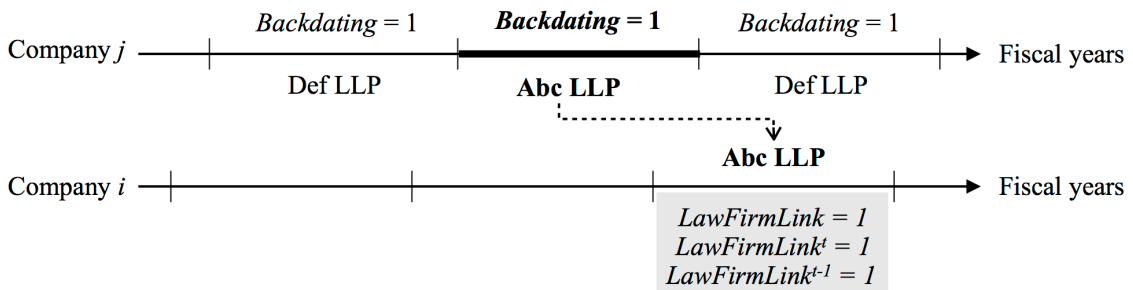 Backdating = 1 Backdating = 1 Backdating = 1
Company j Fiscal years
Def LLP Abc LLP Def LLP
Abc LLP
Company i Fiscal years
LawFirmLink = 1
LawFirmLinkᵗ = 1
LawFirmLinkᵗ⁻¹ = 1